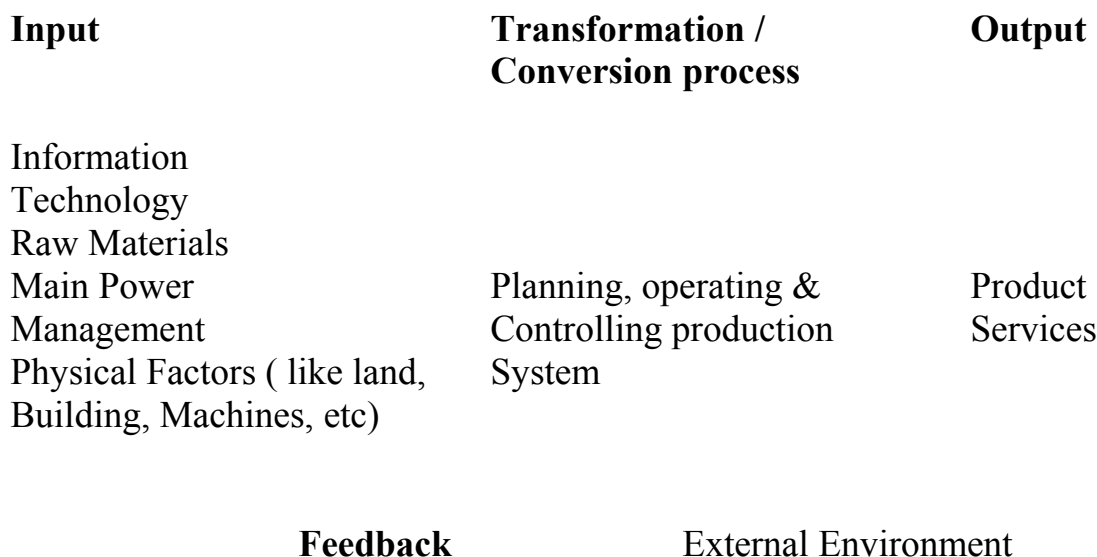 Input Transformation / Output
Conversion process
Information
Technology
Raw Materials
Main Power Planning, operating & Product
Management Controlling production Services
Physical Factors ( like land, System
Building, Machines, etc)
Feedback External Environment